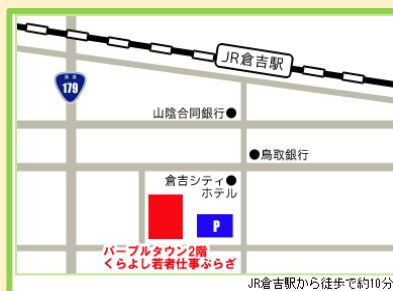 JR倉吉駅
国道
179
山陰合同銀行
鳥取銀行
倉吉シティ
ホテル
P
パープルタウン2階
くらよし若者仕事ぷらざ
JR倉吉駅から徒歩で約10分